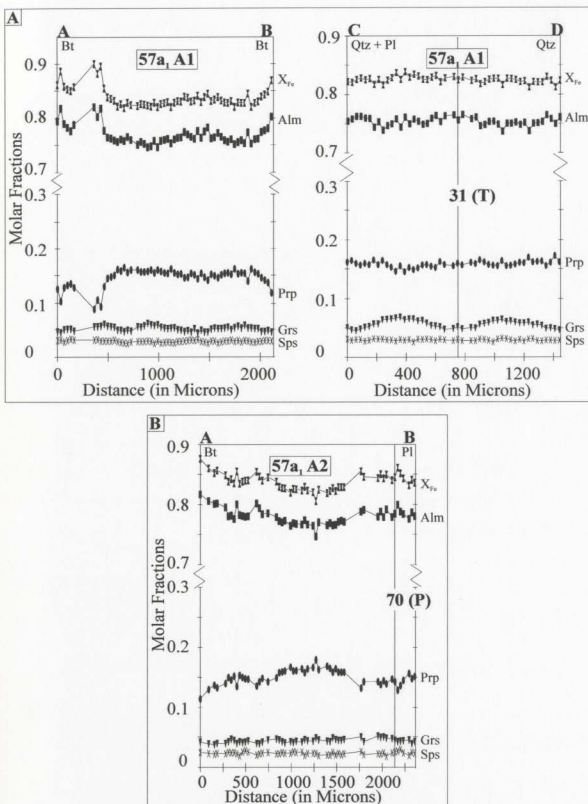 A
A B
Bt Bt
57a, A1
0.9
0.8
0.7
0.3
0.2
0.1
0
Molar Fractions
X Fe
Alm
Prp
Grs
Sps
0 1000 2000
Distance (in Microns)
C D
Qtz + Pl Qtz
57a, A1
0.9
0.8
0.7
0.3
0.2
0.1
0
X Fe
Alm
31 (T)
Prp
Grs
Sps
0 400 800 1200
Distance (in Microns)
B
A B
Bt Pl
57a, A2
0.9
0.8
0.7
0.3
0.2
0.1
0
Molar Fractions
X Fe
Alm
70 (P)
Prp
Grs
Sps
0 500 1000 1500 2000
Distance (in Microns)